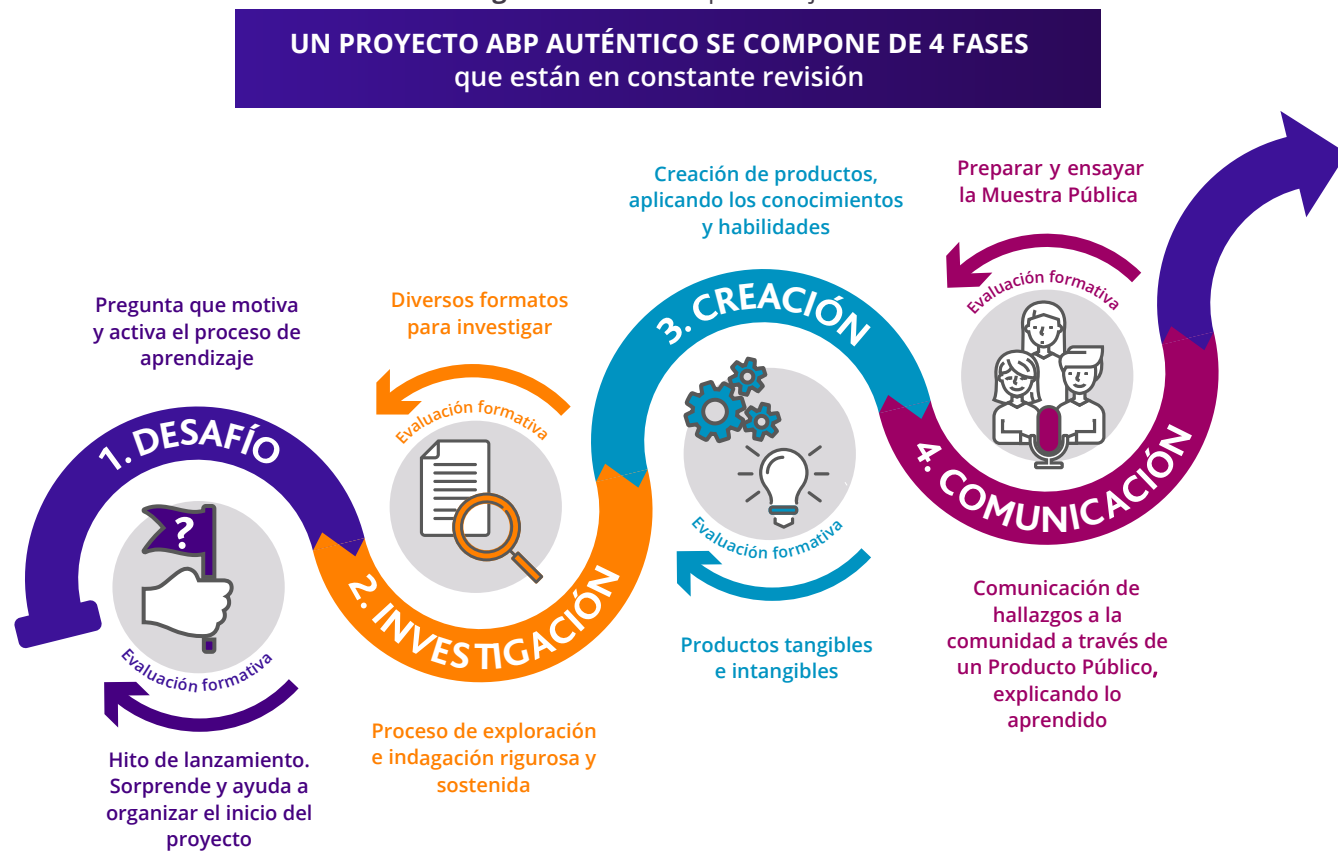 UN PROYECTO ABP AUTÉNTICO SE COMPONE DE 4 FASES
que están en constante revisión
Pregunta que motiva
y activa el proceso de
aprendizaje
1. DESAFÍO
?
Evaluación formativa
Hito de lanzamiento.
Sorprende y ayuda a
organizar el inicio del
proyecto
Diversos formatos
para investigar
Evaluación formativa
2. INVESTIGACIÓN
Proceso de exploración
e indagación rigurosa y
sostenida
Creación de productos,
aplicando los conocimientos
y habilidades
3. CREACIÓN
Evaluación formativa
Productos tangibles
e intangibles
Preparar y ensayar
la Muestra Pública
Evaluación formativa
4. COMUNICACIÓN
Comunicación de
hallazgos a la
comunidad a través de
un Producto Público,
explicando lo
aprendido